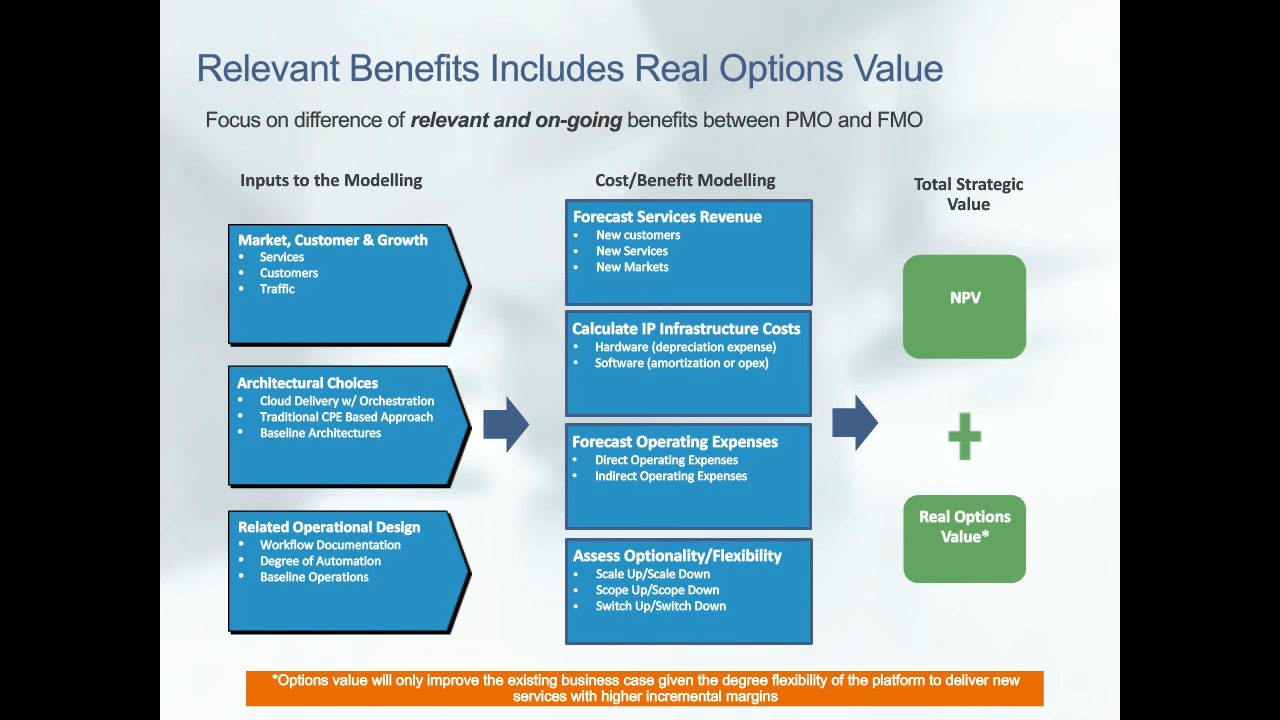 Relevant Benefits Includes Real Options Value
Focus on difference of relevant and on-going benefits between PMO and FMO
Inputs to the Modelling
Market, Customer & Growth
• Services
• Customers
• Traffic
Architectural Choices
• Cloud Delivery w/ Orchestration
• Traditional CPE Based Approach
• Baseline Architectures
Related Operational Design
• Workflow Documentation
• Degree of Automation
• Baseline Operations
Cost/Benefit Modelling
Forecast Services Revenue
• New customers
• New Services
• New Markets
Calculate IP Infrastructure Costs
• Hardware (depreciation expense)
• Software (amortization or opex)
Forecast Operating Expenses
• Direct Operating Expenses
• Indirect Operating Expenses
Assess Optionality/Flexibility
• Scale Up/Scale Down
• Scope Up/Scope Down
• Switch Up/Switch Down
Total Strategic
Value
NPV
Real Options
Value*
*Options value will only improve the existing business case given the degree flexibility of the platform to deliver new
services with higher incremental margins